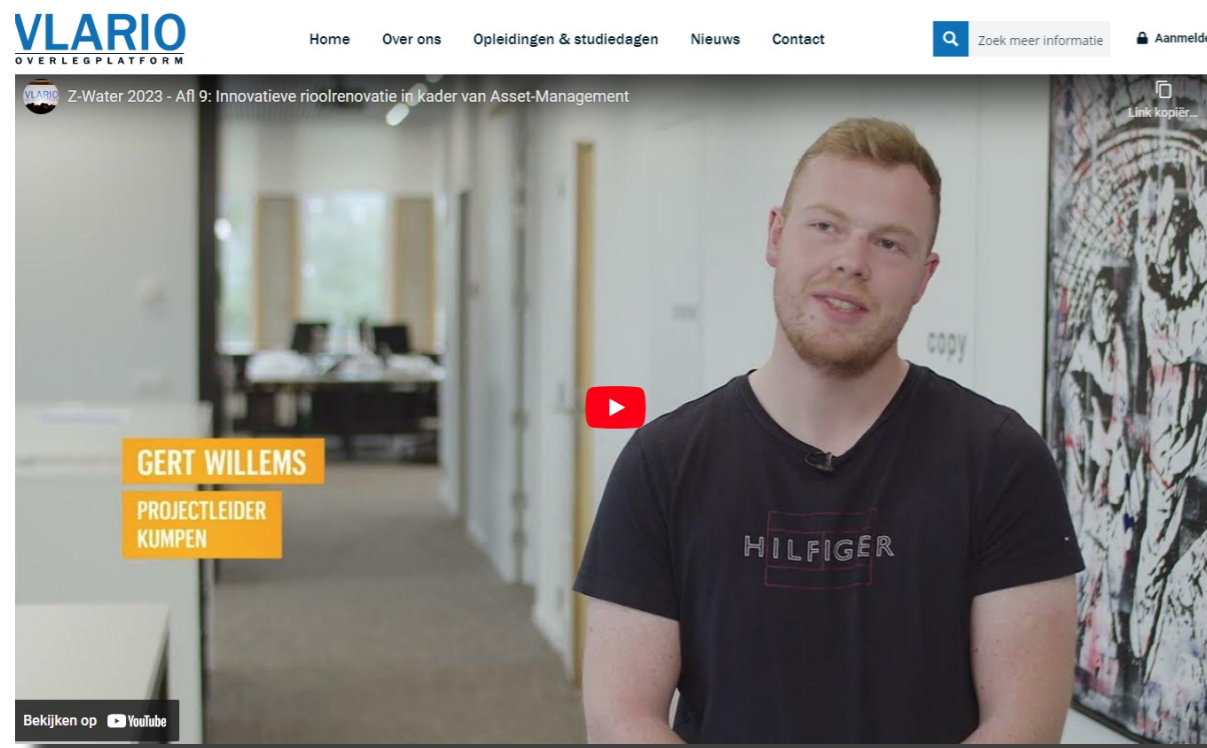 VLARIO
OVERLEGPLATFORM
Home Over ons Opleidingen & studiedagen Nieuws Contact
Zoek meer informatie
Aanmelde
VLARIO
Z-Water 2023 - Afl 9: Innovatieve rioolrenovatie in kader van Asset-Management
Link kopiër...
copy
GERT WILLEMS
PROJECTLEIDER
KUMPEN
HILFIGER
Bekijken op YouTube